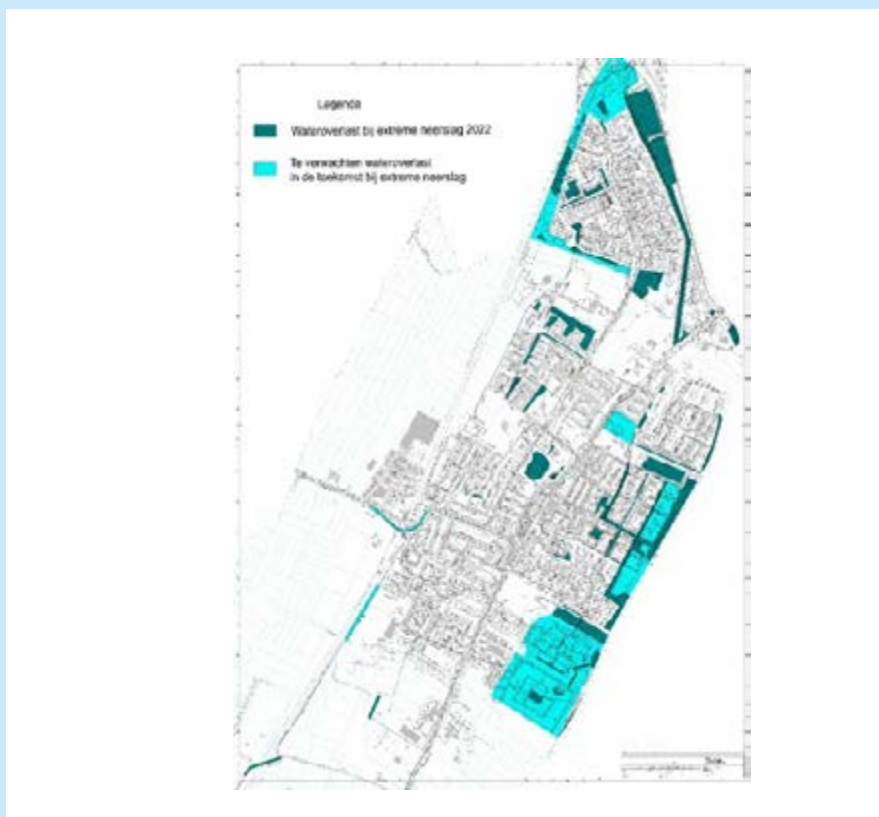 Legenda
Wateroverlast bij extreme neerslag 2022
Te verwachten wateroverlast
in de toekomst bij extreme neerslag